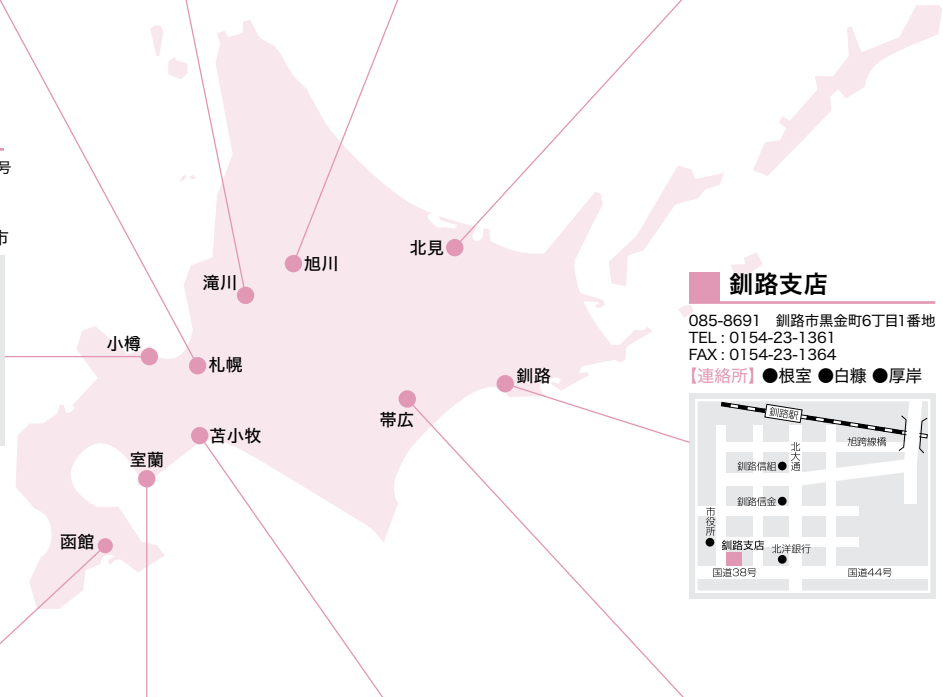 号
市
北見
旭川
滝川
小樽
札幌
釧路
帯広
苫小牧
室蘭
函館
釧路支店
085-8691　釧路市黒金町6丁目1番地
TEL : 0154-23-1361
FAX : 0154-23-1364
【連絡所】●根室 ●白糠 ●厚岸
釧路駅
旭跨線橋
北大通
釧路信組
釧路信金
市役所
釧路支店
北洋銀行
国道38号
国道44号